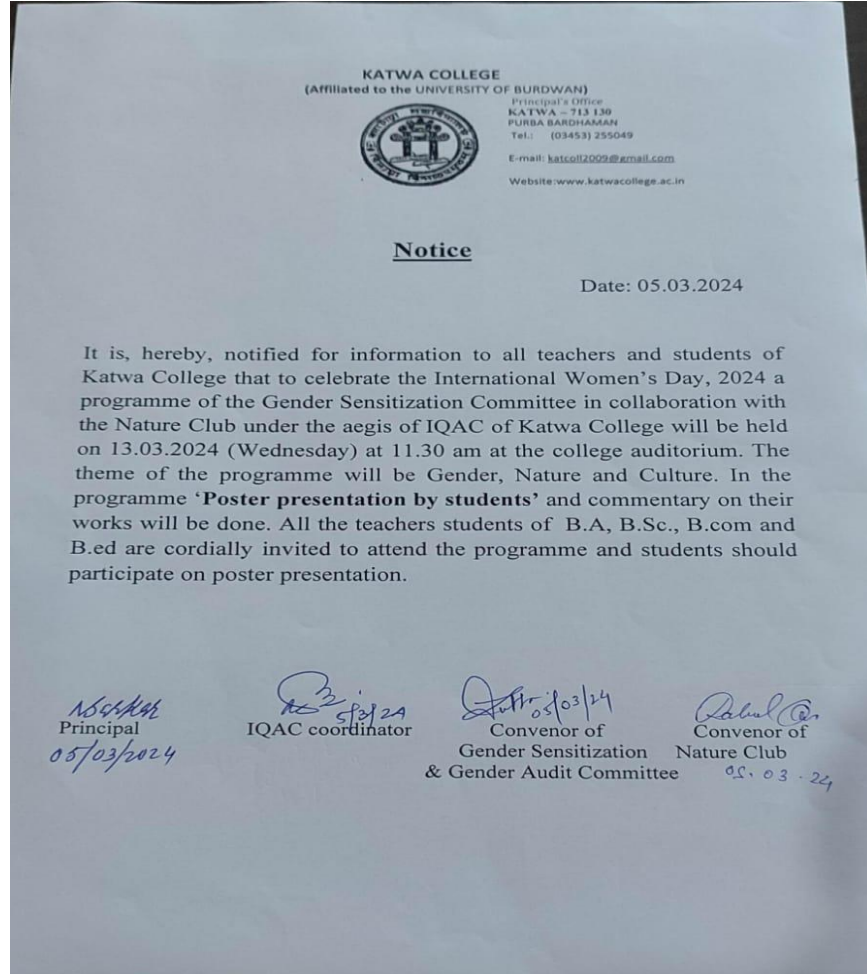 KATWA COLLEGE
(Affiliated to the UNIVERSITY OF BURDWAN)
Principal's Office
KATWA – 713 130
PURBA BARDHAMAN
Tel.: (03453) 255049
E-mail: katcoll2009@gmail.com
Website:www.katwacollege.ac.in
Notice
Date: 05.03.2024
It is, hereby, notified for information to all teachers and students of
Katwa College that to celebrate the International Women's Day, 2024 a
programme of the Gender Sensitization Committee in collaboration with
the Nature Club under the aegis of IQAC of Katwa College will be held
on 13.03.2024 (Wednesday) at 11.30 am at the college auditorium. The
theme of the programme will be Gender, Nature and Culture. In the
programme ‘Poster presentation by students’ and commentary on their
works will be done. All the teachers students of B.A, B.Sc., B.com and
B.ed are cordially invited to attend the programme and students should
participate on poster presentation.
5/3/24
05/03/24
Principal
IQAC coordinator
Convenor of
Convenor of
05/03/2024
Gender Sensitization
Nature Club
& Gender Audit Committee
05.03.24